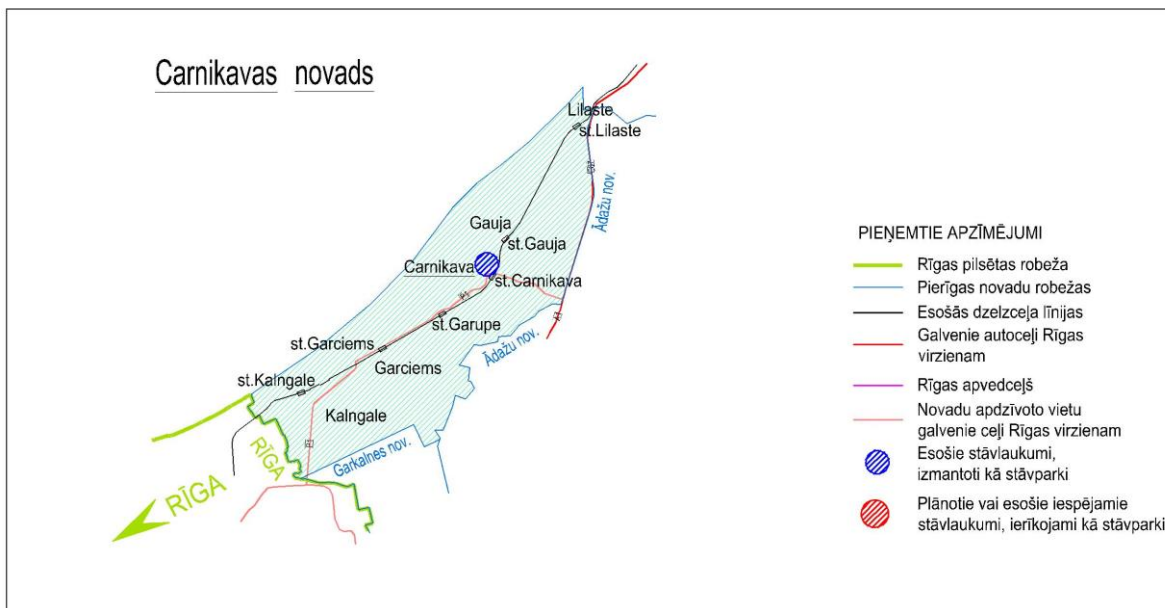 Carnikavas novads
Lilaste
st.Lilaste
Ādažu nov.
Gauja
st.Gauja
Carnikava
st.Carnikava
st.Garupe
Ādažu nov.
st.Garciems
Garciems
st.Kalngale
Kalngale
Garkalnes nov.
RĪGA
RĪGA
PIEŅEMTIE APZĪMĒJUMI
Rīgas pilsētas robeža
Pierīgas novadu robežas
Esošās dzelzceļa līnijas
Galvenie autoceļi Rīgas
virzienam
Rīgas apvedceļš
Novadu apdzīvoto vietu
galvenie ceļi Rīgas virzienam
Esošie stāvlaukumi,
izmantoti kā stāvparki
Plānotie vai esošie iespējamie
stāvlaukumi, ierīkojami kā stāvparki